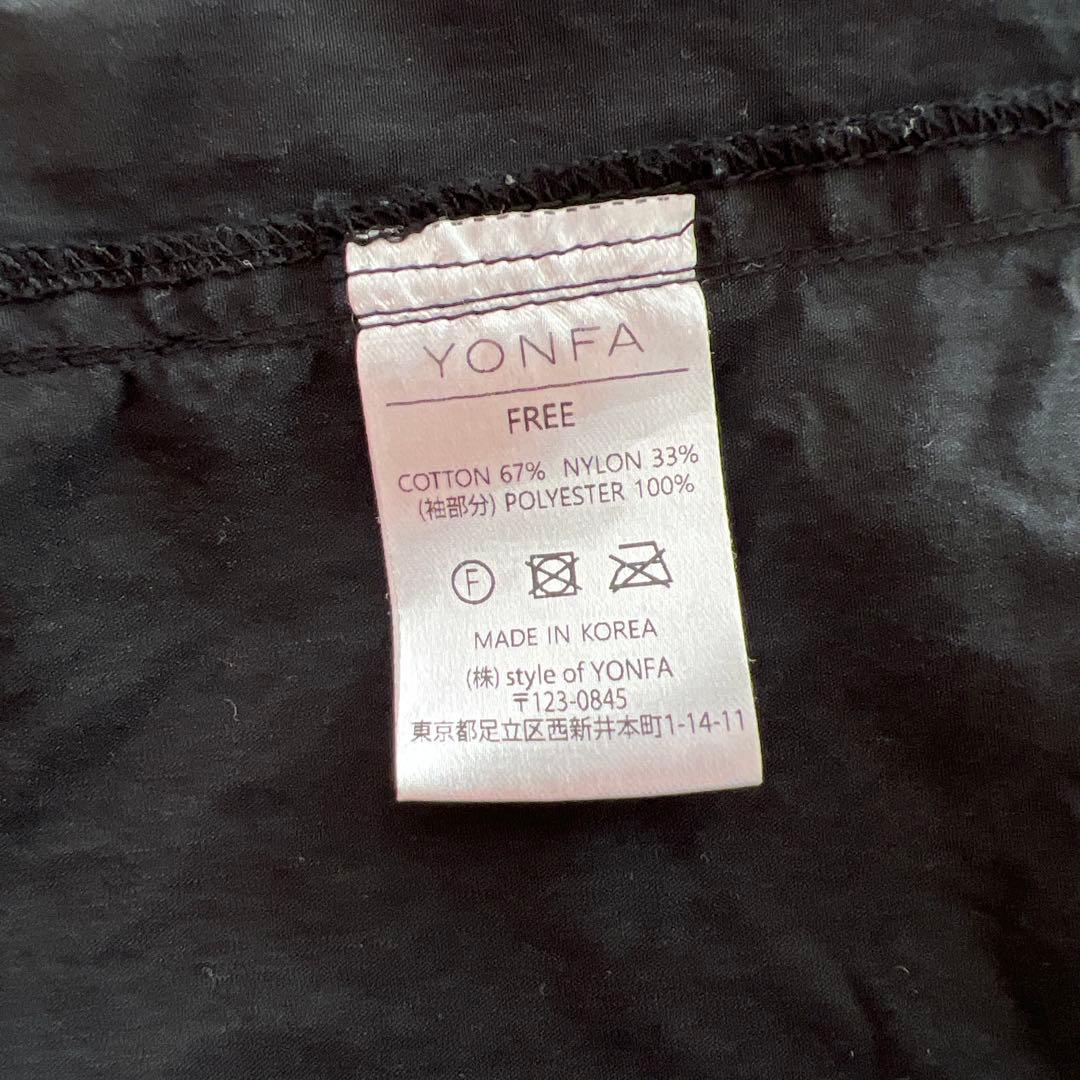 YONFA
FREE
COTTON 67% NYLON 33%
(袖部分) POLYESTER 100%
F
MADE IN KOREA
(株) style of YONFA
〒123-0845
東京都足立区西新井本町1-14-11